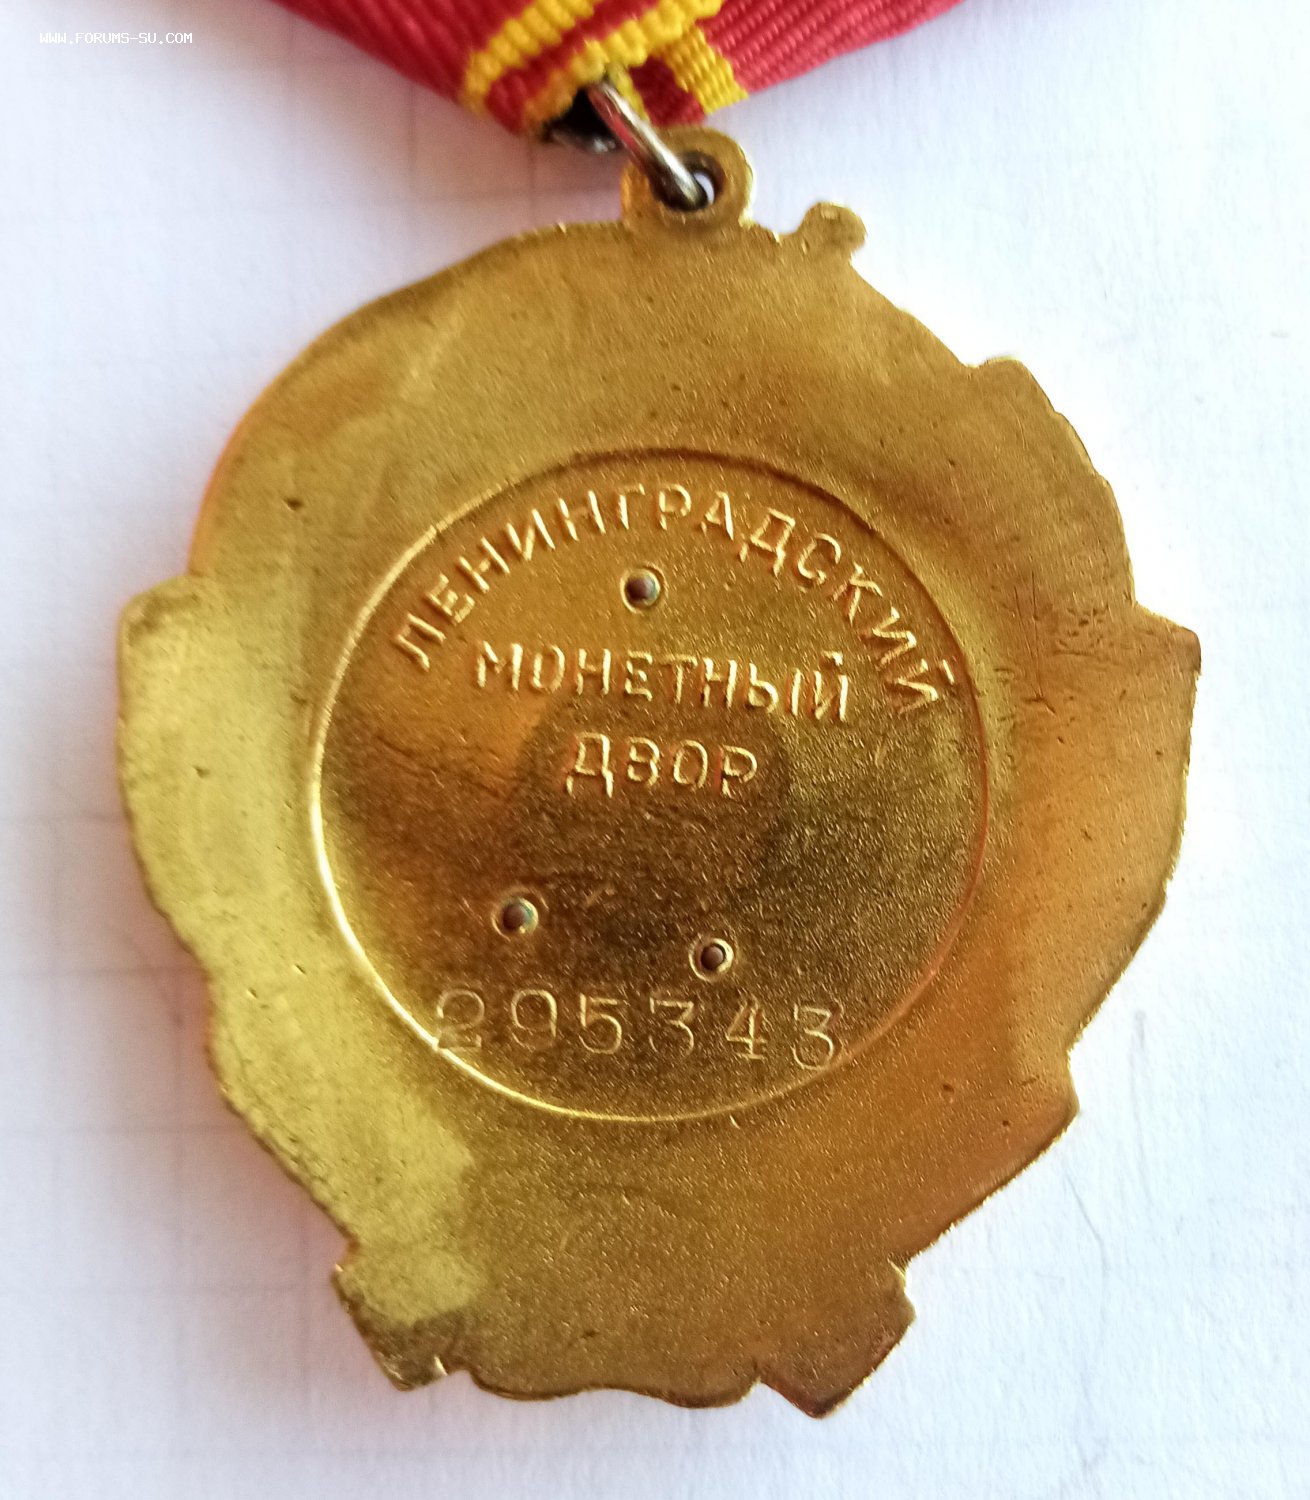 WWW.FORUMS-SU.COM
ЛЕНИНГРАДСКИЙ
МОНЕТНЫЙ
ДВОР
295343